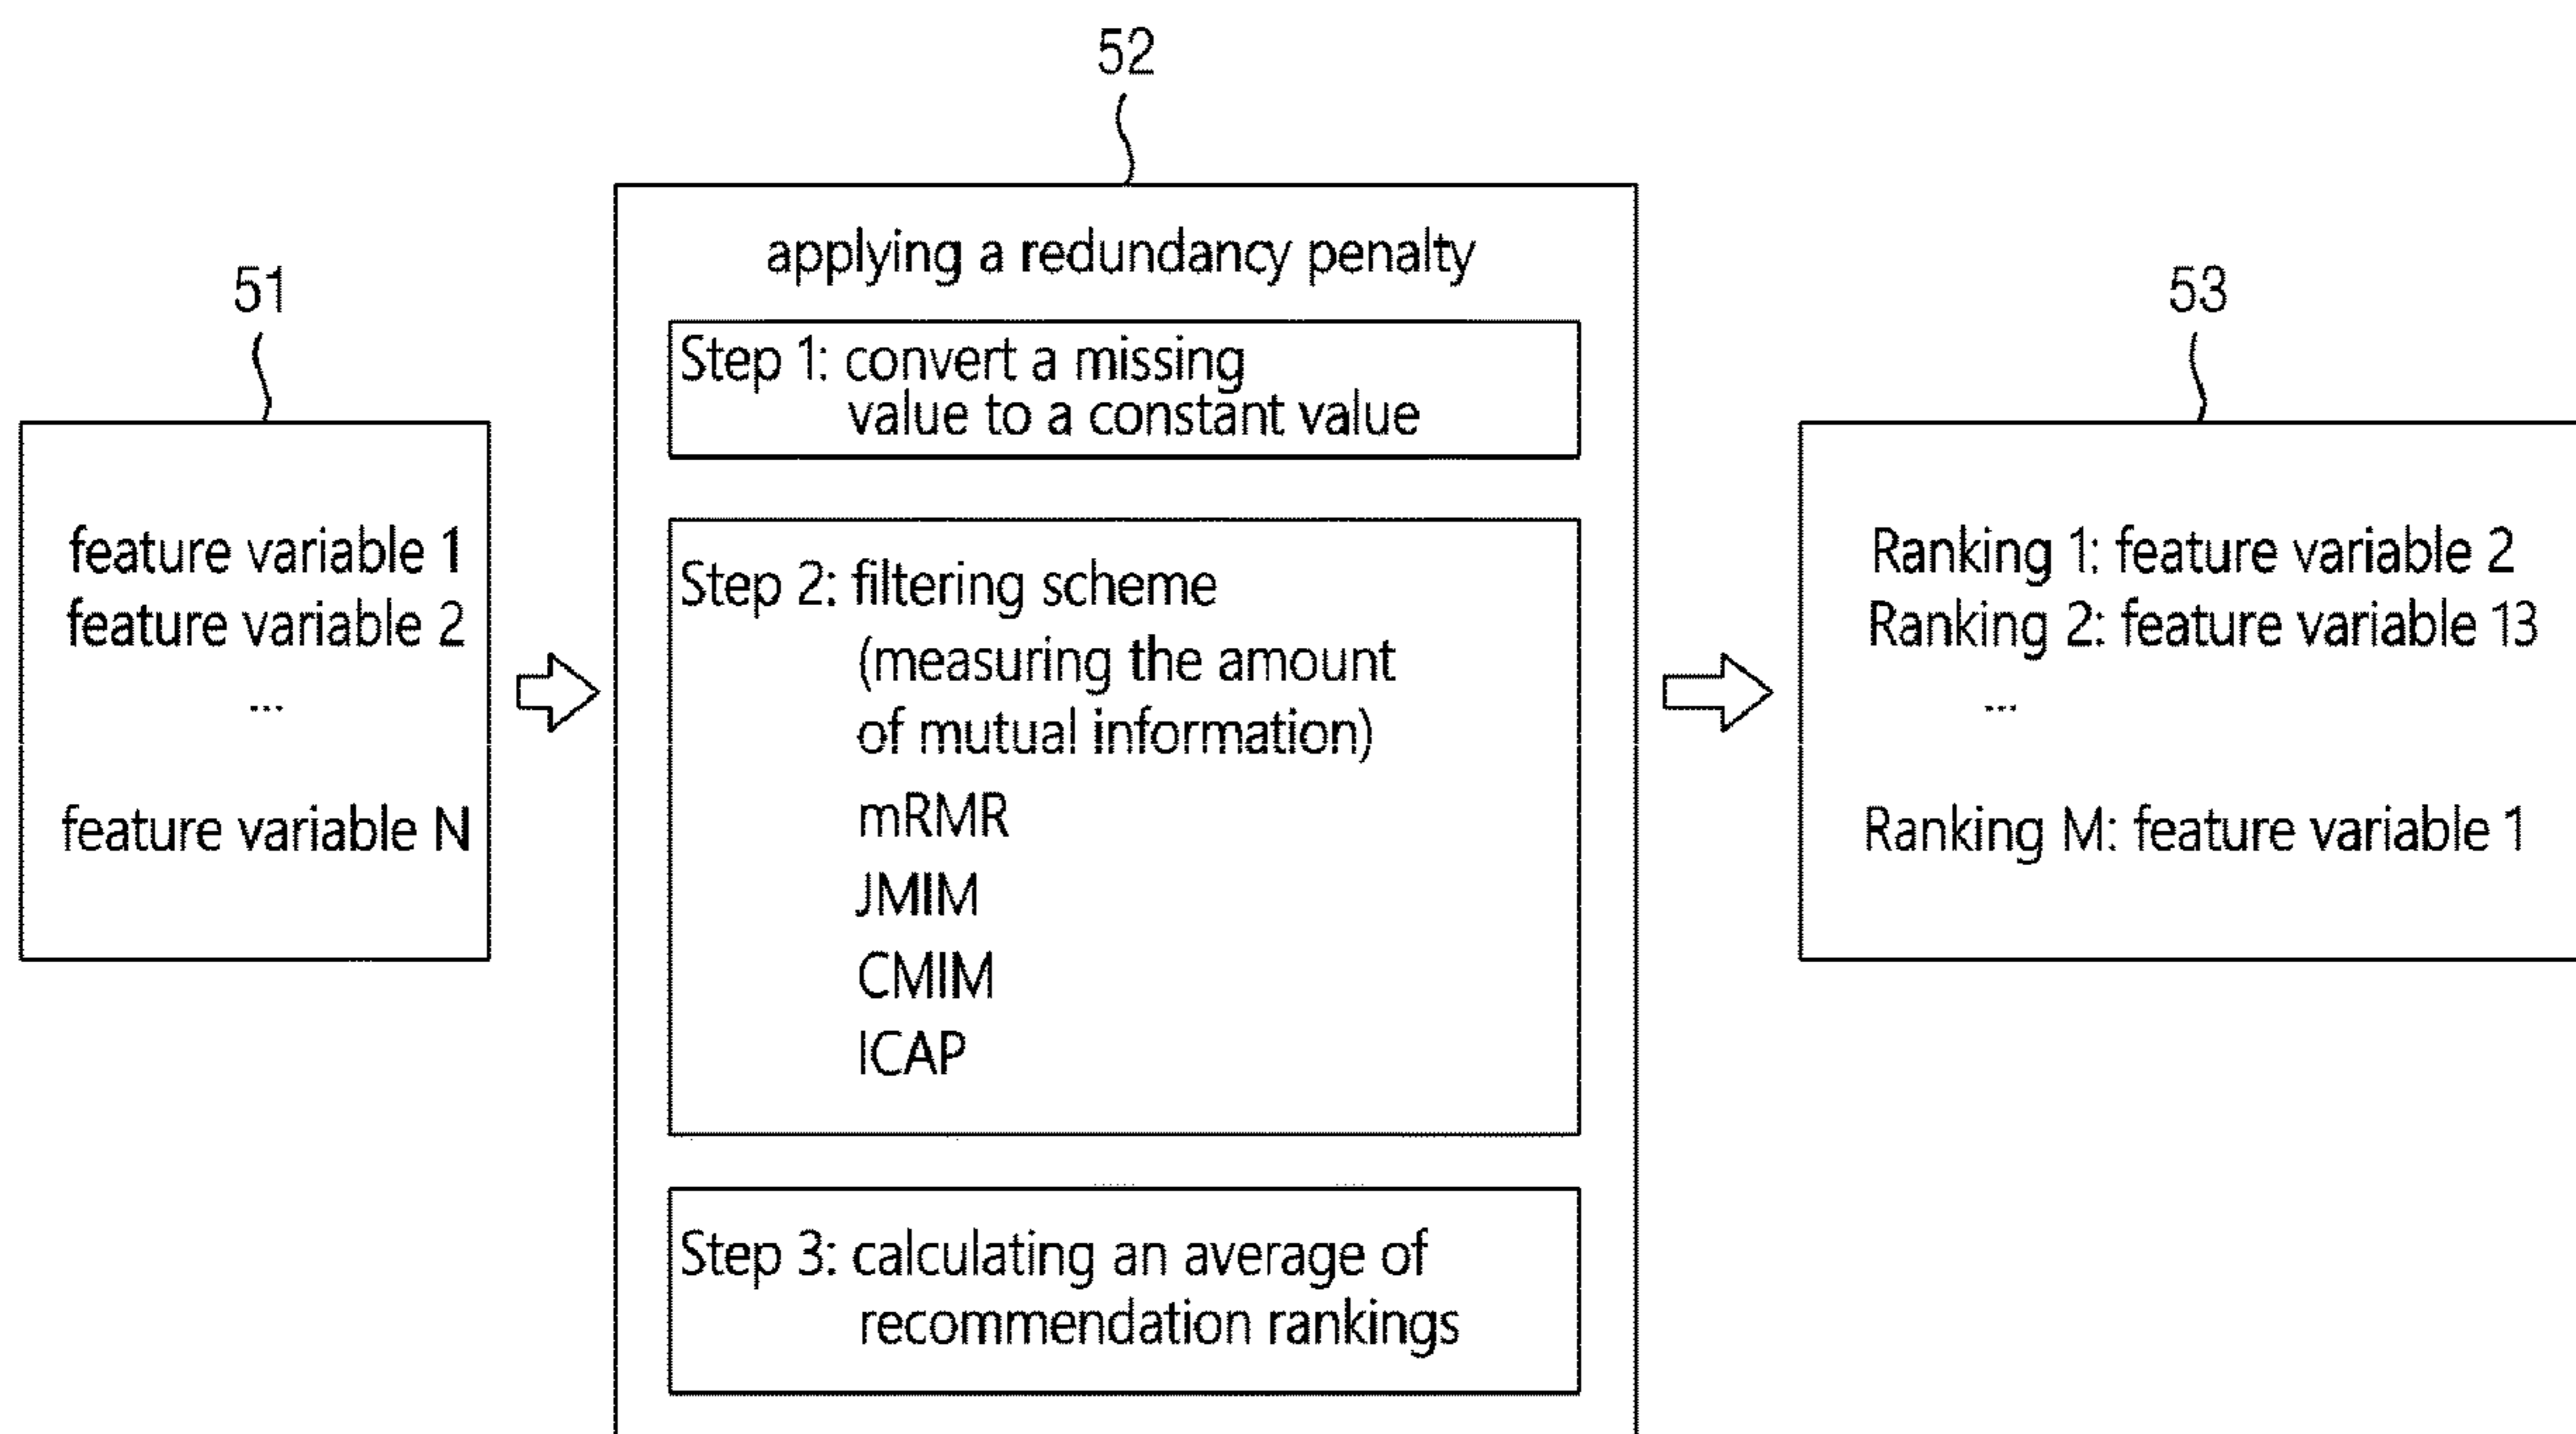 52
applying a redundancy penalty
51
53
Step 1: convert a missing
value to a constant value
feature variable 1
feature variable 2
...
feature variable N
Step 2: filtering scheme
(measuring the amount
of mutual information)
mRMR
JMIM
CMIM
ICAP
Ranking 1: feature variable 2
Ranking 2: feature variable 13
...
Ranking M: feature variable 1
Step 3: calculating an average of
recommendation rankings